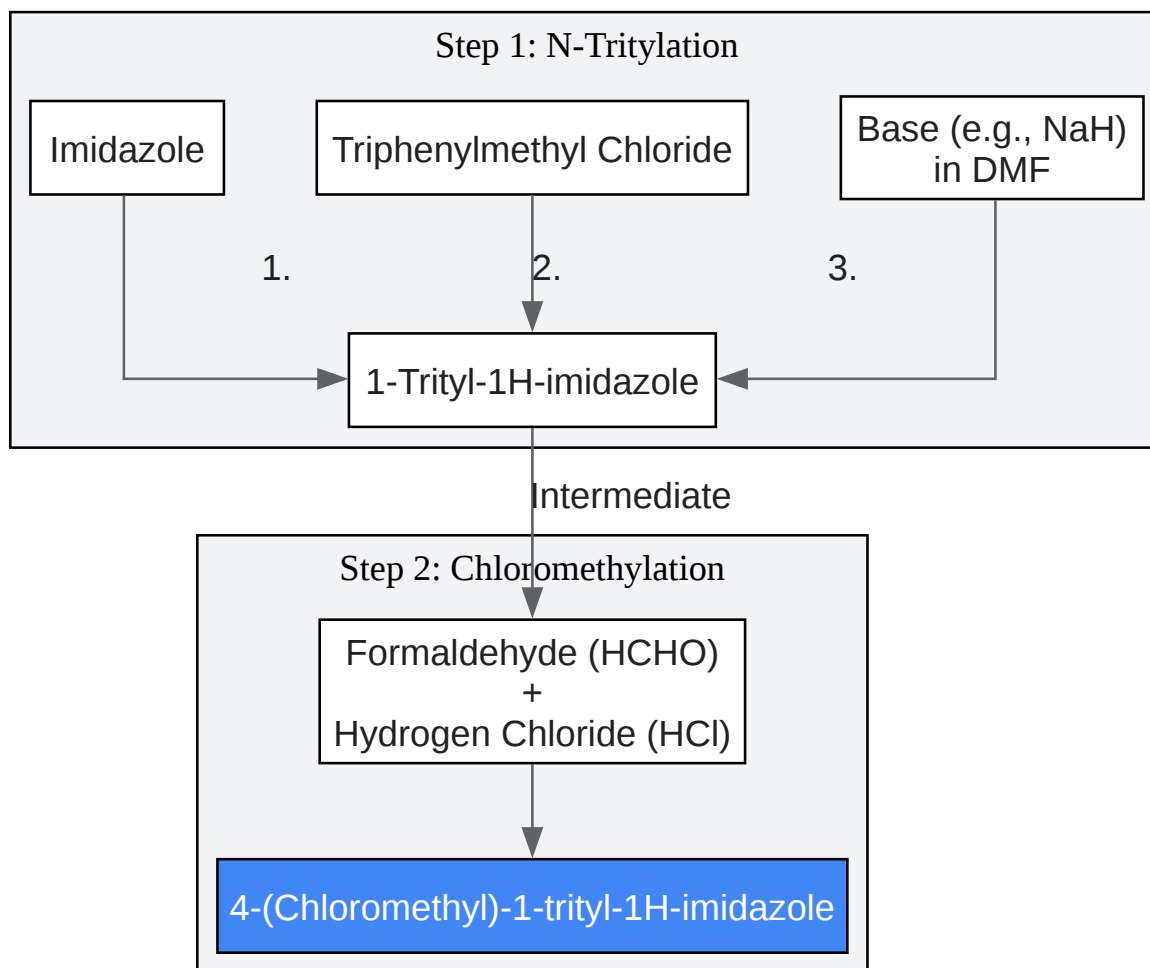 Step 1: N-Tritylation
Imidazole
Triphenylmethyl Chloride
Base (e.g., NaH)
in DMF
1.
2.
3.
1-Trityl-1H-imidazole
Intermediate
Step 2: Chloromethylation
Formaldehyde (HCHO)
+
Hydrogen Chloride (HCl)
4-(Chloromethyl)-1-trityl-1H-imidazole